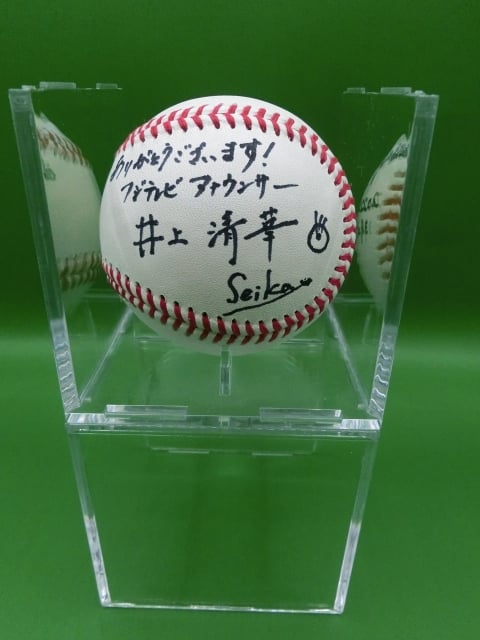 ありがとうございます!
フジテレビ アナウンサー
井上 清華
Seika